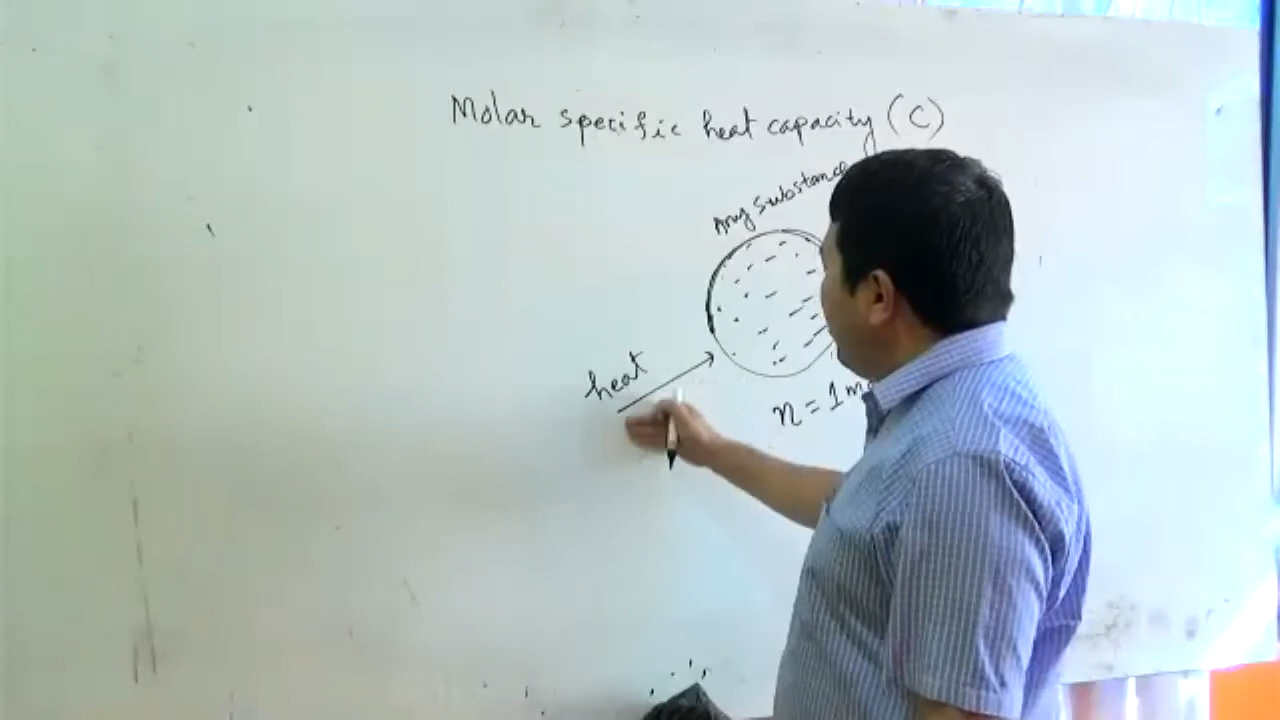 Molar specific heat capacity (C)
Any substance
heat
n = 1